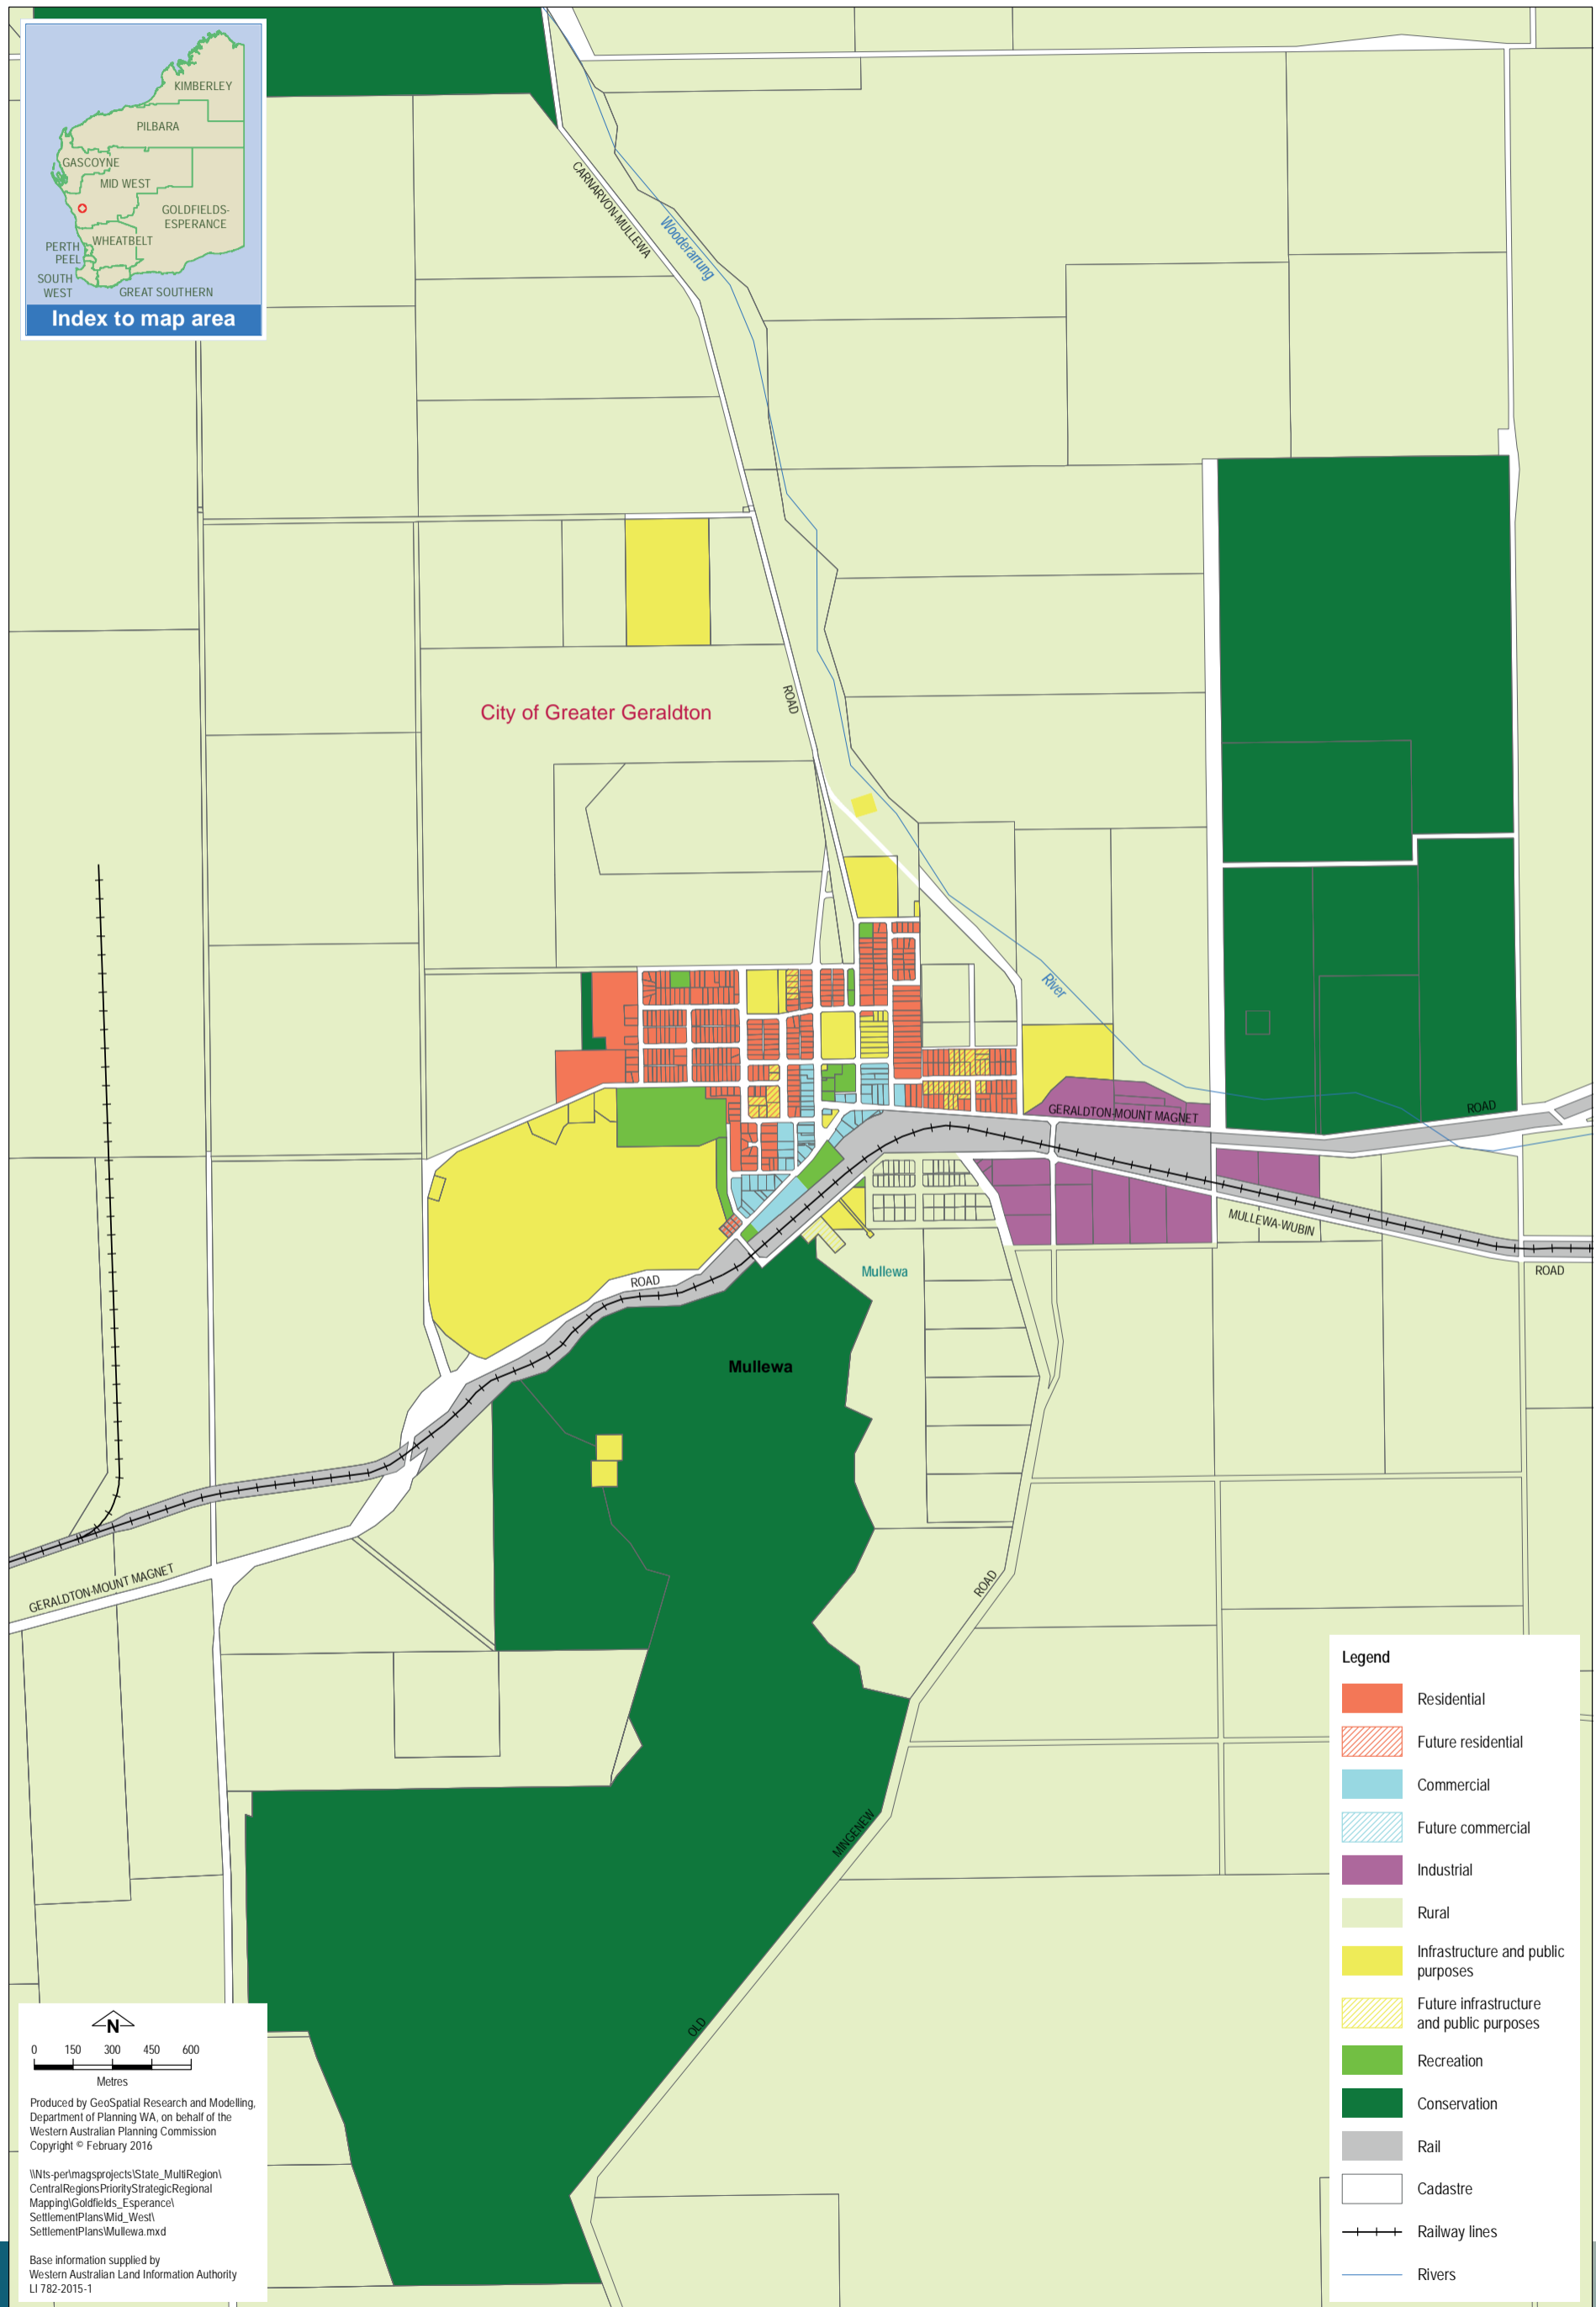 KIMBERLEY
PILBARA
GASCOYNE
MID WEST
GOLDFIELDS-
ESPERANCE
WHEATBELT
PERTH
PEEL
SOUTH
WEST
GREAT SOUTHERN
Index to map area
CARNARVON-MULLEWA
Wooderarrung
ROAD
City of Greater Geraldton
River
GERALDTON-MOUNT MAGNET
ROAD
MULLEWA-WUBIN
ROAD
Mullewa
ROAD
Mullewa
GERALDTON-MOUNT MAGNET
ROAD
MINGENEW
OLD
Legend
Residential
Future residential
Commercial
Future commercial
Industrial
Rural
Infrastructure and public
purposes
Future infrastructure
and public purposes
Recreation
Conservation
Rail
Cadastre
Railway lines
Rivers
N
0 150 300 450 600
Metres
Produced by GeoSpatial Research and Modelling,
Department of Planning WA, on behalf of the
Western Australian Planning Commission
Copyright © February 2016
\\Nts-per\magsprojects\State_MultiRegion\
CentralRegionsPriorityStrategicRegional
Mapping\Goldfields_Esperance\
SettlementPlans\Mid_West\
SettlementPlans\Mullewa.mxd
Base information supplied by
Western Australian Land Information Authority
LI 782-2015-1